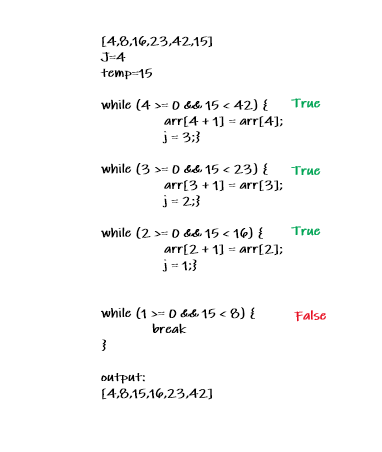 [4,8,16,23,42,15]
J=4
temp=15
while (4 >= 0 && 15 < 42) { True
arr[4 + 1] = arr[4];
j = 3;}
while (3 >= 0 && 15 < 23) { True
arr[3 + 1] = arr[3];
j = 2;}
while (2 >= 0 && 15 < 16) { True
arr[2 + 1] = arr[2];
j = 1;}
while (1 >= 0 && 15 < 8) { False
break
}
output:
[4,8,15,16,23,42]